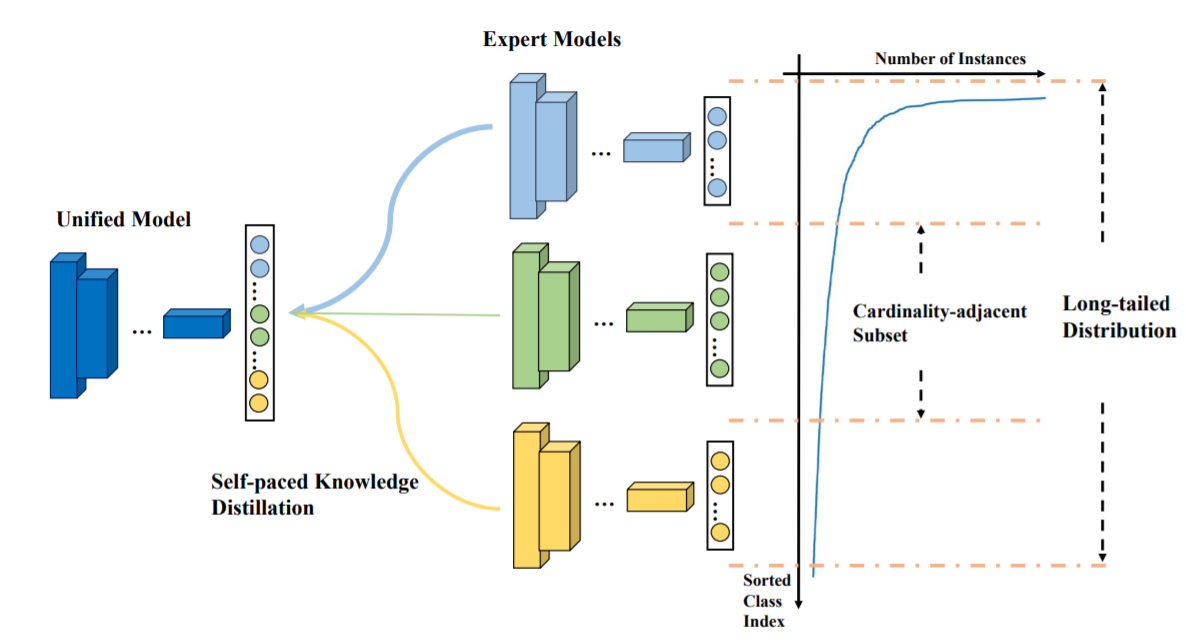 Expert Models
Number of Instances
...
Unified Model
...
...
Cardinality-adjacent
Subset
Long-tailed
Distribution
Self-paced Knowledge
Distillation
...
Sorted
Class
Index